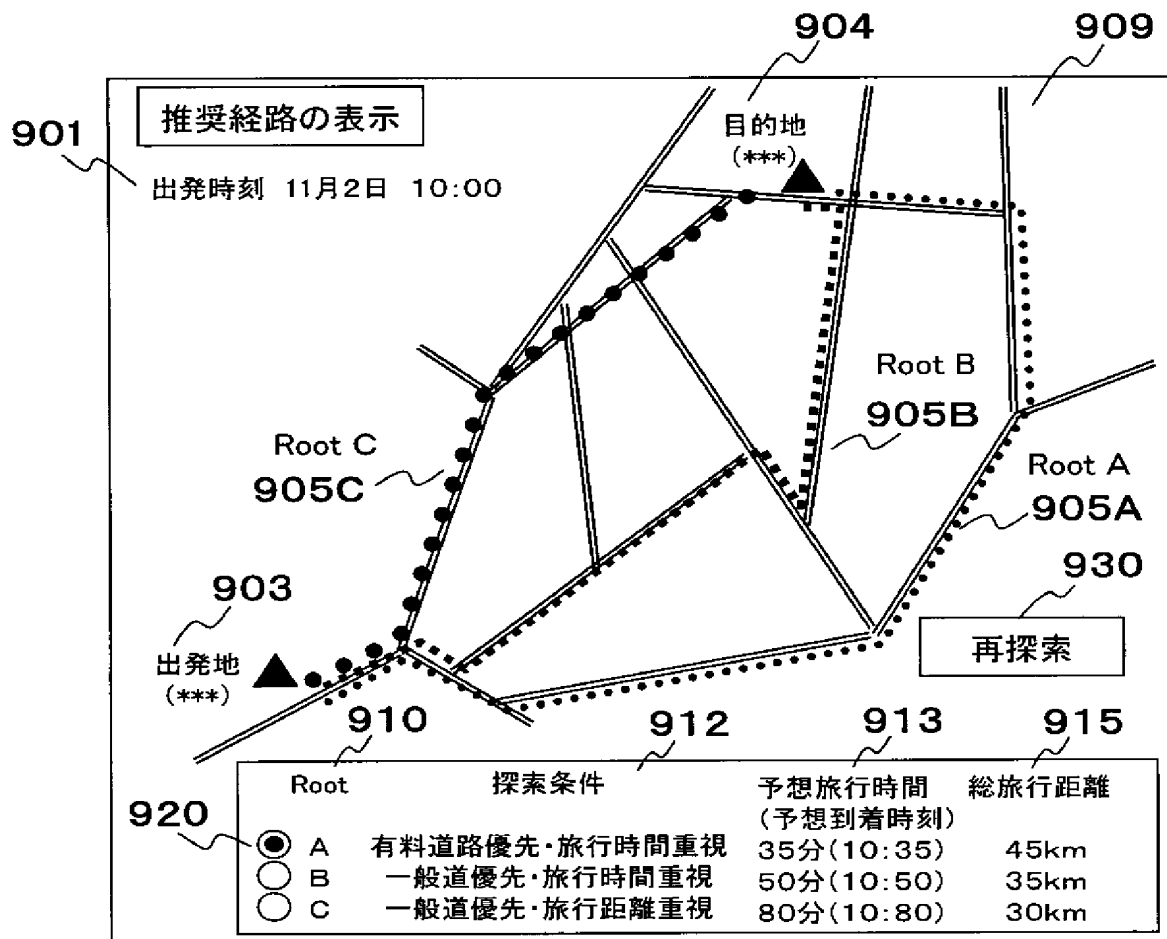 904
909
推奨経路の表示
901
目的地
(***)
出発時刻 11月2日 10:00
Root B
905B
Root C
905C
Root A
905A
903
930
出発地
(***)
再探索
910
912
913
915
Root 探索条件 予想旅行時間 総旅行距離
(予想到着時刻)
920
A 有料道路優先・旅行時間重視 35分(10:35) 45km
B 一般道優先・旅行時間重視 50分(10:50) 35km
C 一般道優先・旅行距離重視 80分(10:80) 30km